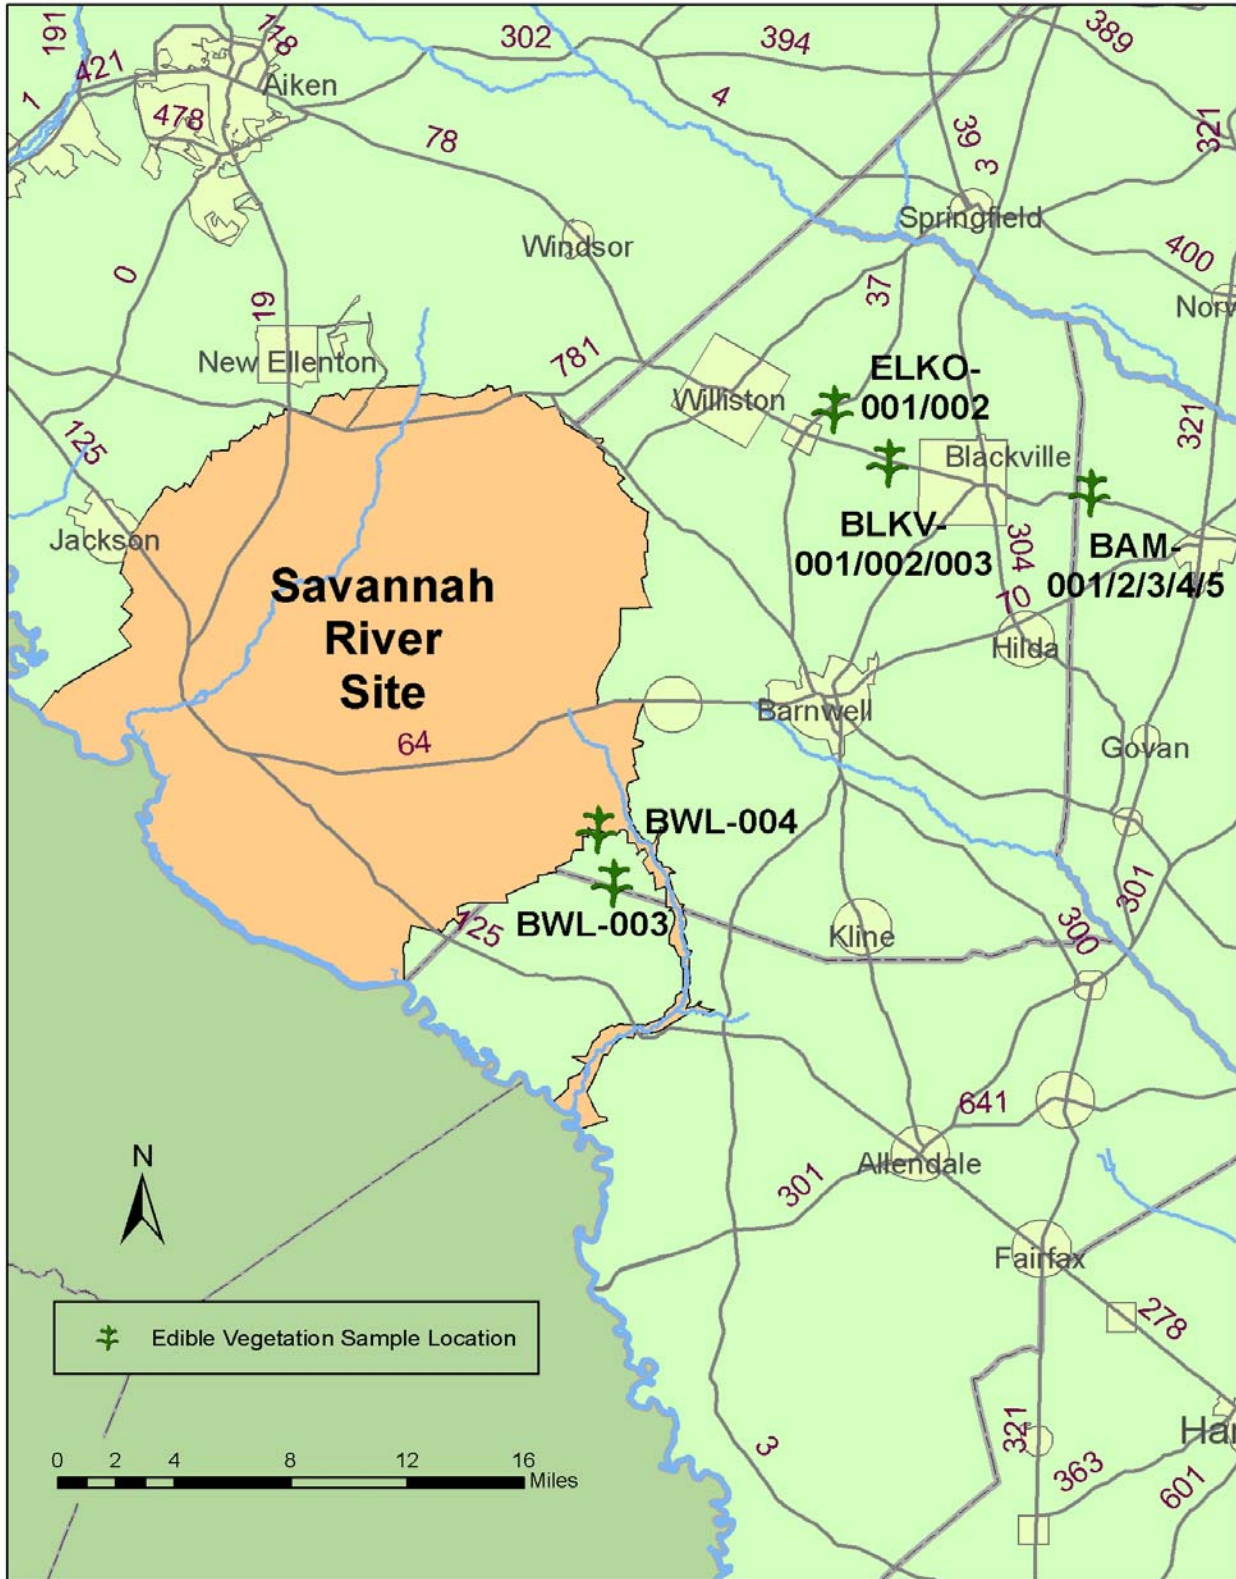 191
118
302
394
389
421
Aiken
1
478
78
4
39
3
321
Springfield
Windsor
400
0
19
37
Norw
New Ellenton
781
ELKO-
001/002
Williston
321
125
Blackville
Jackson
BLKV-
001/002/003
304
BAM-
001/2/3/4/5
Savannah
River
Site
70
Hilda
Barnwell
64
Govan
BWL-004
301
BWL-003
125
Kline
300
641
Allendale
301
N
Fairfax
278
Edible Vegetation Sample Location
321
Har
3
363
601
0 2 4 8 12 16
Miles